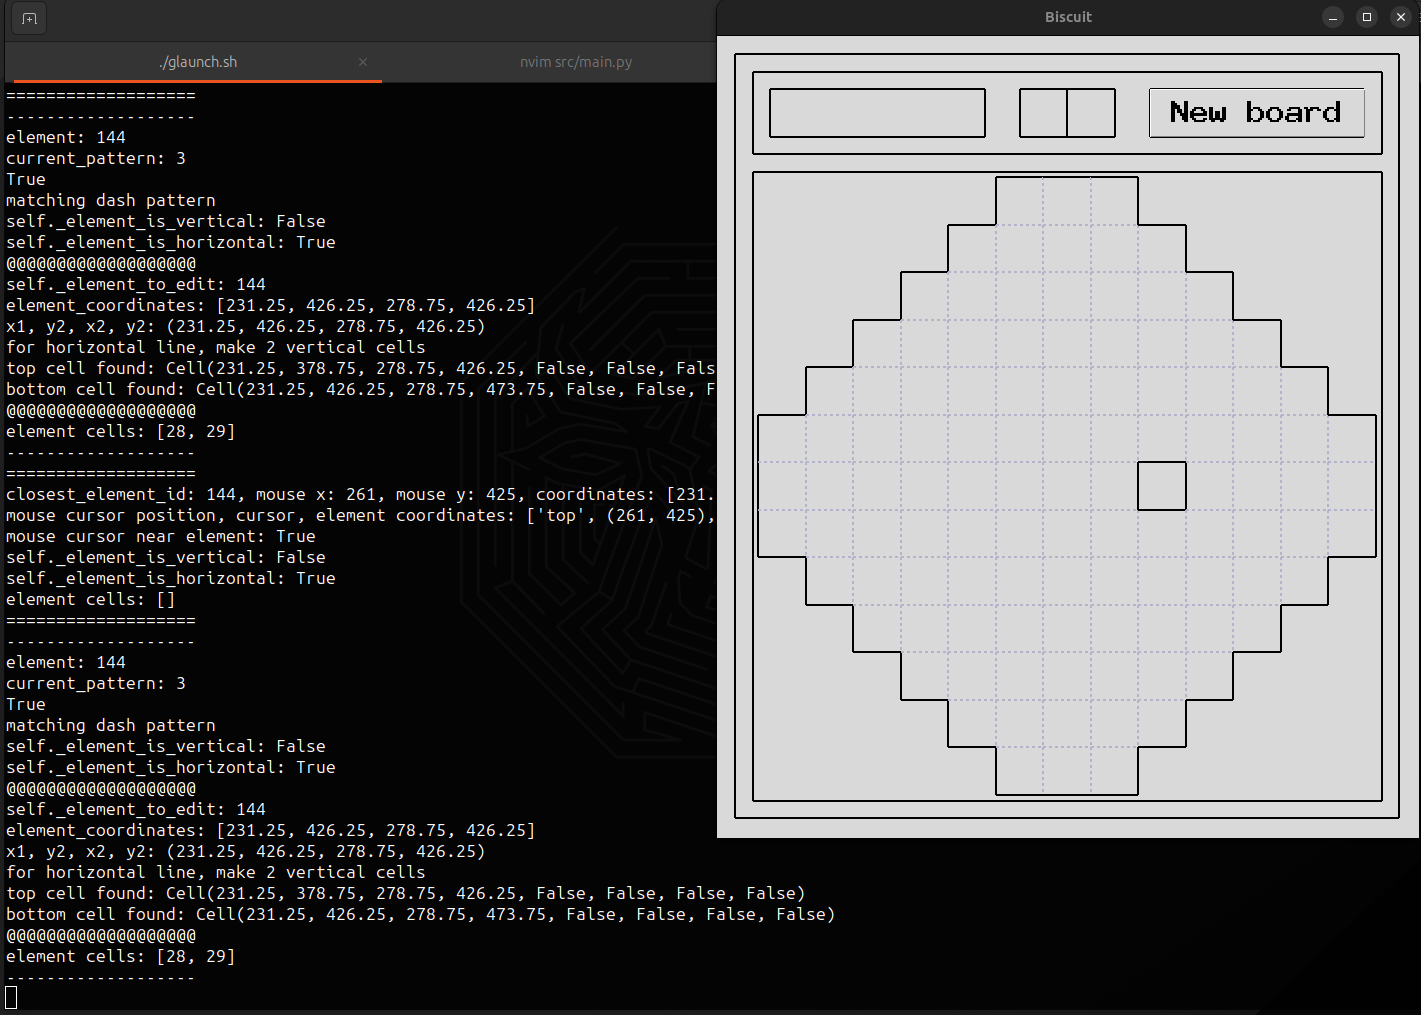 ./glaunch.sh
nvim src/main.py
Biscuit
New board
===================
-------------------
element: 144
current_pattern: 3
True
matching dash pattern
self._element_is_vertical: False
self._element_is_horizontal: True
@@@@@@@@@@@@@@@@@@@
self._element_to_edit: 144
element_coordinates: [231.25, 426.25, 278.75, 426.25]
x1, y2, x2, y2: (231.25, 426.25, 278.75, 426.25)
for horizontal line, make 2 vertical cells
top cell found: Cell(231.25, 378.75, 278.75, 426.25, False, False, Fals
bottom cell found: Cell(231.25, 426.25, 278.75, 473.75, False, False, F
@@@@@@@@@@@@@@@@@@@
element cells: [28, 29]
-------------------
===================
closest_element_id: 144, mouse x: 261, mouse y: 425, coordinates: [231.
mouse cursor position, cursor, element coordinates: ['top', (261, 425),
mouse cursor near element: True
self._element_is_vertical: False
self._element_is_horizontal: True
element cells: []
===================
-------------------
element: 144
current_pattern: 3
True
matching dash pattern
self._element_is_vertical: False
self._element_is_horizontal: True
@@@@@@@@@@@@@@@@@@@
self._element_to_edit: 144
element_coordinates: [231.25, 426.25, 278.75, 426.25]
x1, y2, x2, y2: (231.25, 426.25, 278.75, 426.25)
for horizontal line, make 2 vertical cells
top cell found: Cell(231.25, 378.75, 278.75, 426.25, False, False, False, False)
bottom cell found: Cell(231.25, 426.25, 278.75, 473.75, False, False, False, False)
@@@@@@@@@@@@@@@@@@@
element cells: [28, 29]
-------------------